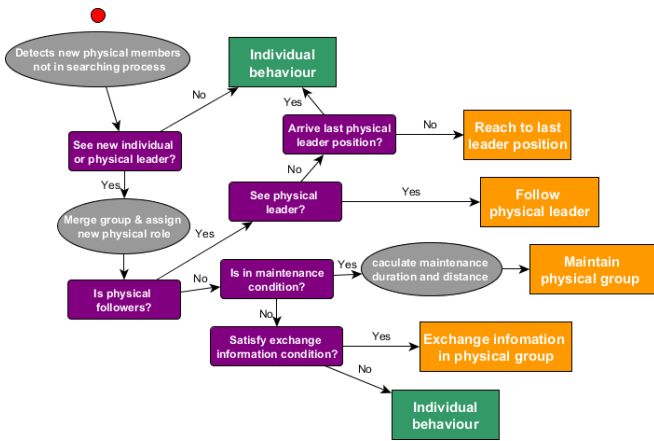 Detects new physical members
not in searching process
Individual
behaviour
No
Yes
Arrive last physical
leader position?
No
Reach to last
leader position
See new individual
or physical leader?
No
Yes
See physical
leader?
Yes
Follow
physical leader
Merge group & assign
new physical role
Yes
Is physical
followers?
No
Is in maintenance
condition?
Yes
caculate maintenance
duration and distance
Maintain
physical group
No
Satisfy exchange
information condition?
Yes
Exchange infomation
in physical group
No
Individual
behaviour